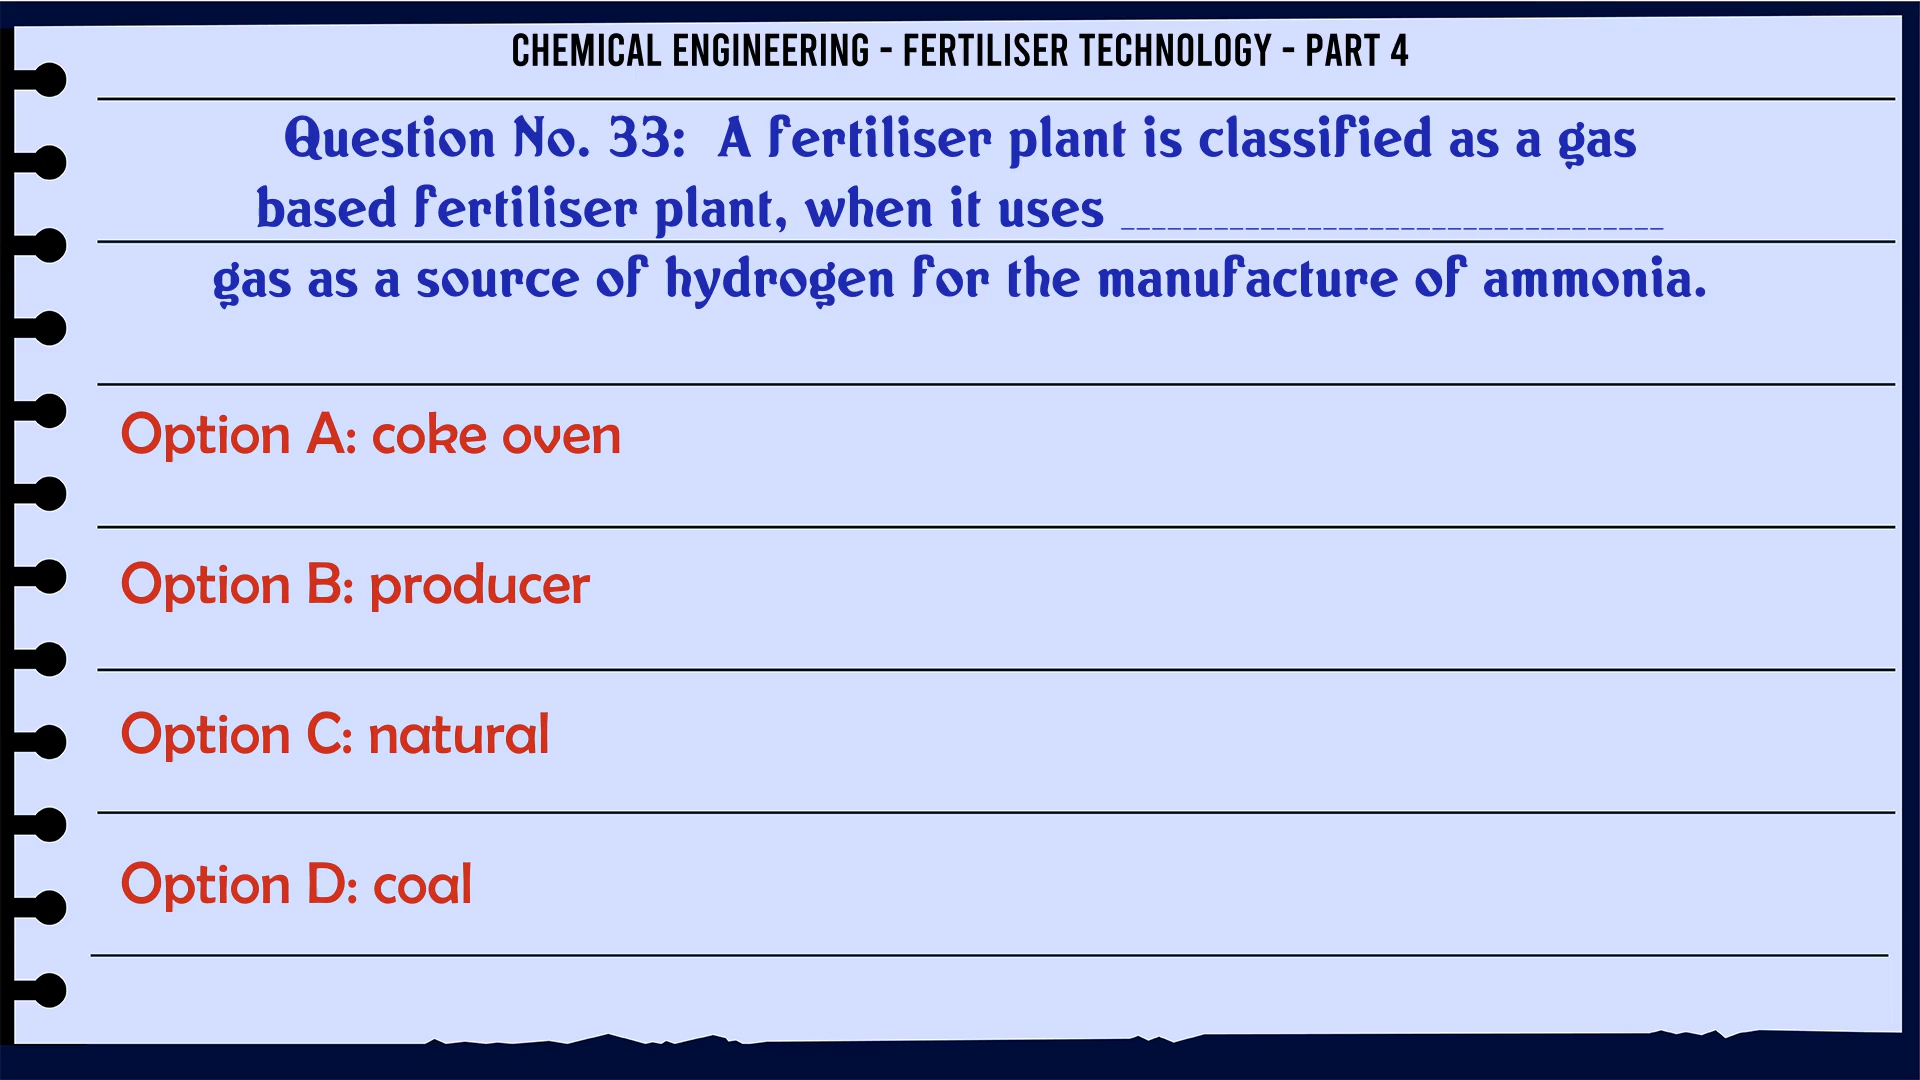 CHEMICAL ENGINEERING - FERTILISER TECHNOLOGY - PART 4
Question No. 33: A fertiliser plant is classified as a gas
based fertiliser plant, when it uses ___________________________________
gas as a source of hydrogen for the manufacture of ammonia.
Option A: coke oven
Option B: producer
Option C: natural
Option D: coal